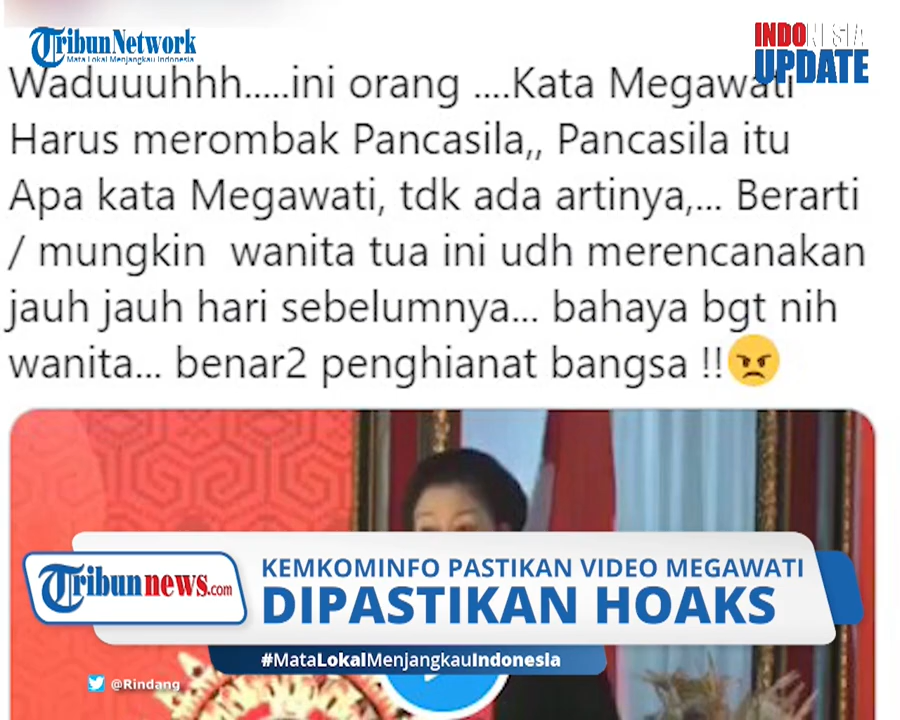 TribunNetwork
Mata Lokal Menjangkau Indonesia
INDONESIA
UPDATE
Waduuuhhh.....ini orang ....Kata Megawati
Harus merombak Pancasila,, Pancasila itu
Apa kata Megawati, tdk ada artinya,... Berarti
/ mungkin  wanita tua ini udh merencanakan
jauh jauh hari sebelumnya... bahaya bgt nih
wanita... benar2 penghianat bangsa !!😠
Tribunnews.com
KEMKOMINFO PASTIKAN VIDEO MEGAWATI
DIPASTIKAN HOAKS
#MataLokalMenjangkauIndonesia
@Rindang